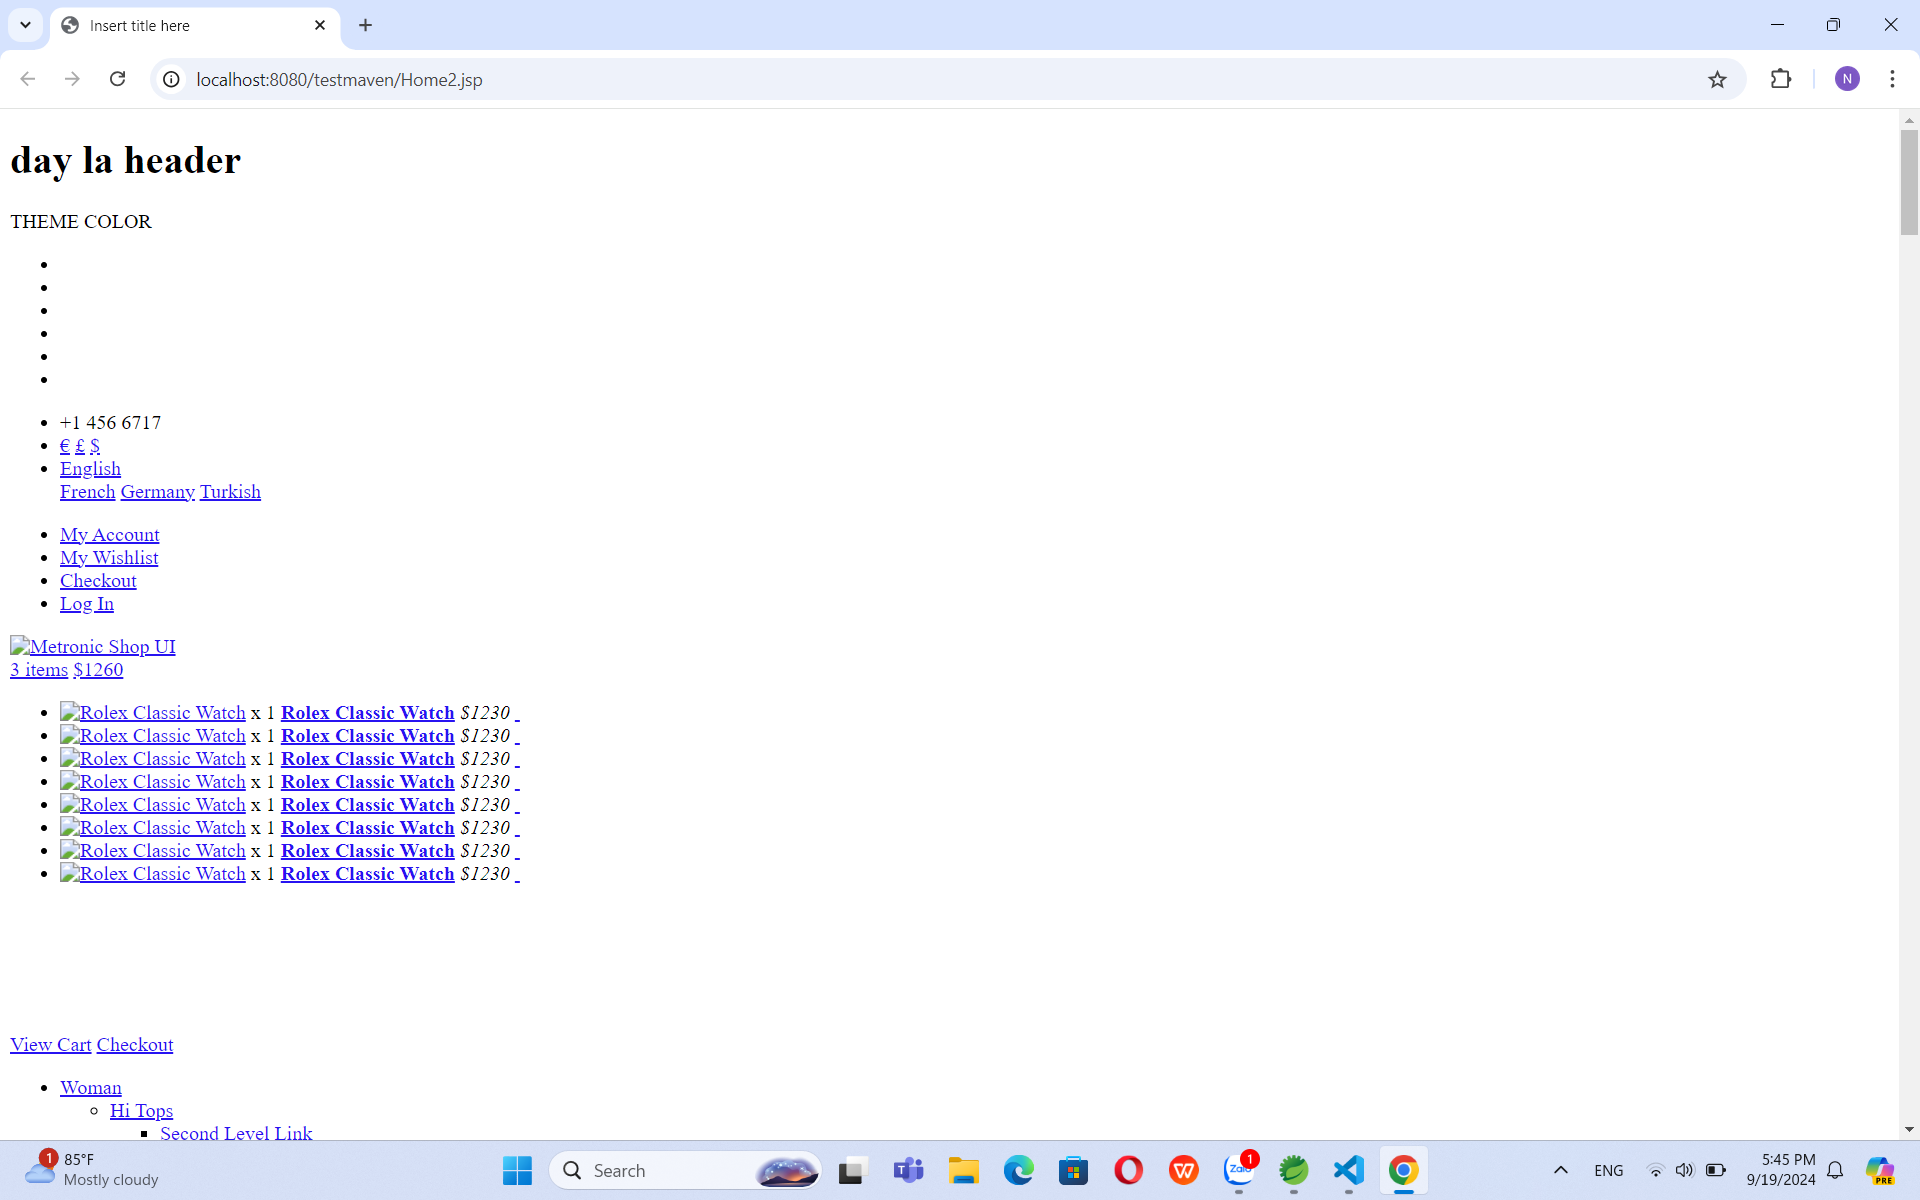 Insert title here
localhost:8080/testmaven/Home2.jsp
N
day la header
THEME COLOR
+1 456 6717
€ £ $
English
French Germany Turkish
My Account
My Wishlist
Checkout
Log In
Metronic Shop UI
3 items $1260
Rolex Classic Watch x 1 Rolex Classic Watch $1230
Rolex Classic Watch x 1 Rolex Classic Watch $1230
Rolex Classic Watch x 1 Rolex Classic Watch $1230
Rolex Classic Watch x 1 Rolex Classic Watch $1230
Rolex Classic Watch x 1 Rolex Classic Watch $1230
Rolex Classic Watch x 1 Rolex Classic Watch $1230
Rolex Classic Watch x 1 Rolex Classic Watch $1230
Rolex Classic Watch x 1 Rolex Classic Watch $1230
View Cart Checkout
Woman
Hi Tops
Second Level Link
1
85°F
Mostly cloudy
Search
Zalo
1
ENG
5:45 PM
9/19/2024
PRE